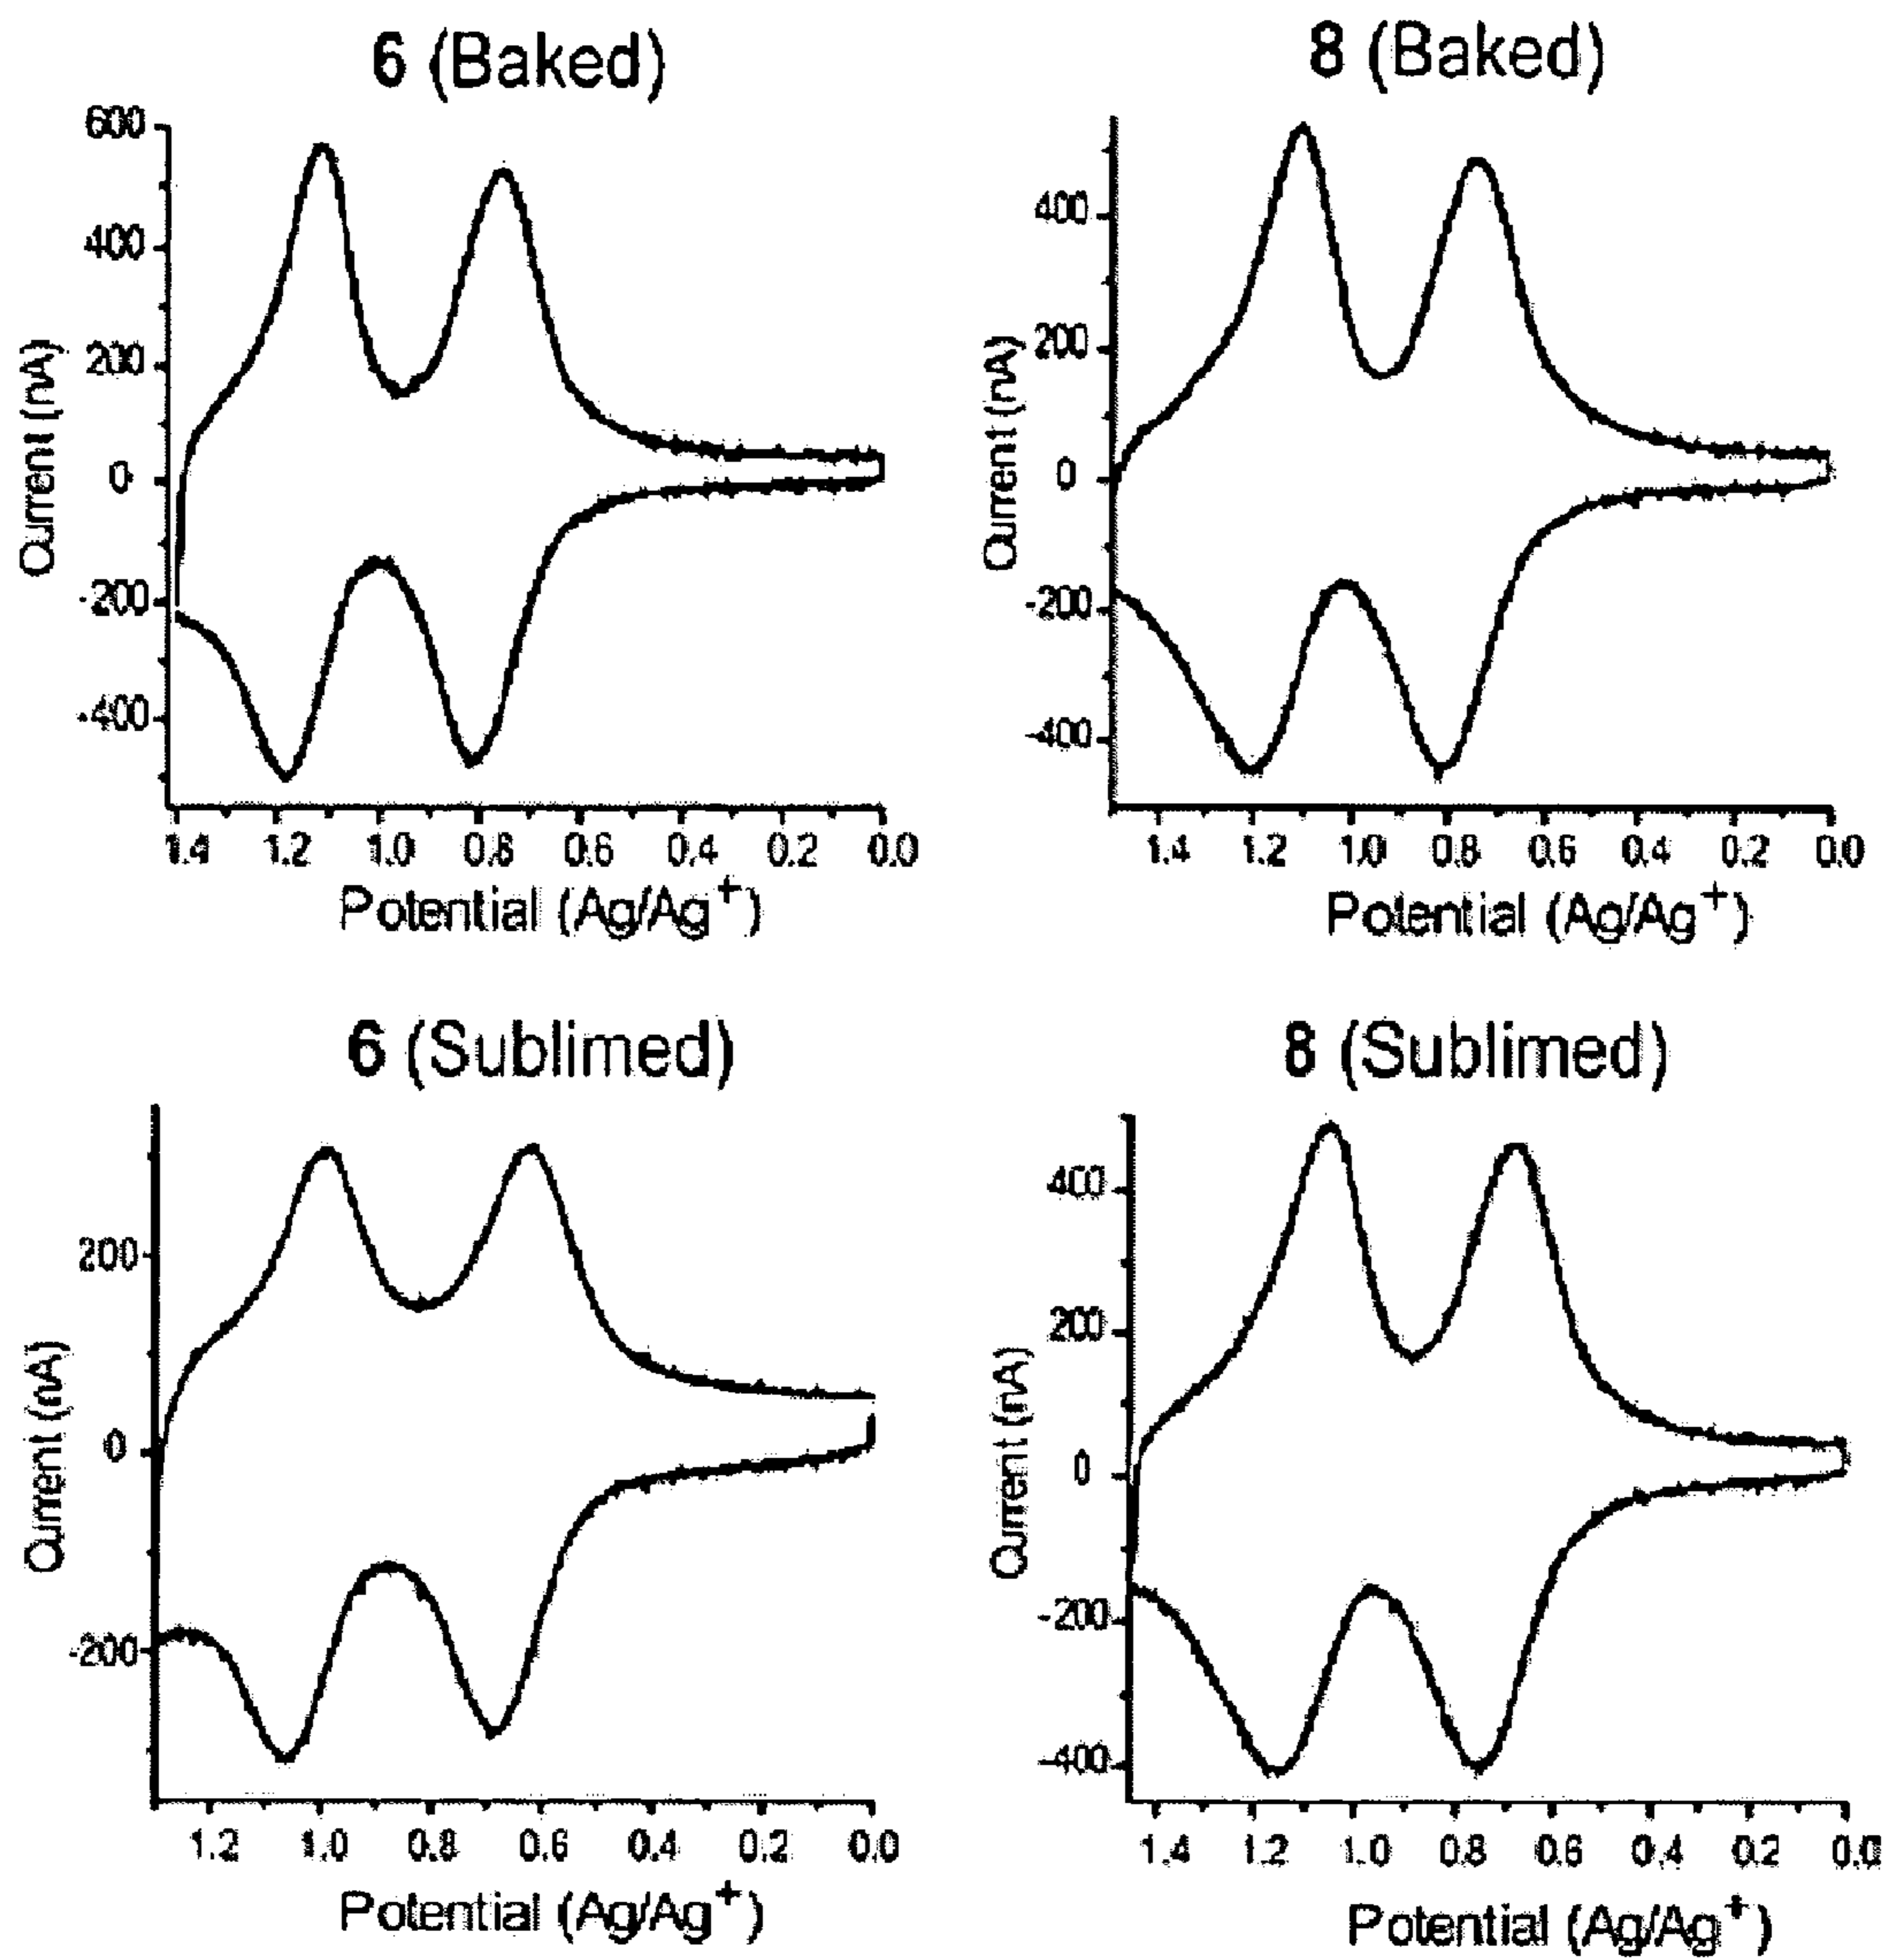 6 (Baked)
600
400
200
0
-200
-400
Current (nA)
1.4 1.2 1.0 0.8 0.6 0.4 0.2 0.0
Potential (Ag/Ag⁺)
8 (Baked)
400
200
0
-200
-400
Current (nA)
1.4 1.2 1.0 0.8 0.6 0.4 0.2 0.0
Potential (Ag/Ag⁺)
6 (Sublimed)
200
0
-200
Current (nA)
1.2 1.0 0.8 0.6 0.4 0.2 0.0
Potential (Ag/Ag⁺)
8 (Sublimed)
400
200
0
-200
-400
Current (nA)
1.4 1.2 1.0 0.8 0.6 0.4 0.2 0.0
Potential (Ag/Ag⁺)